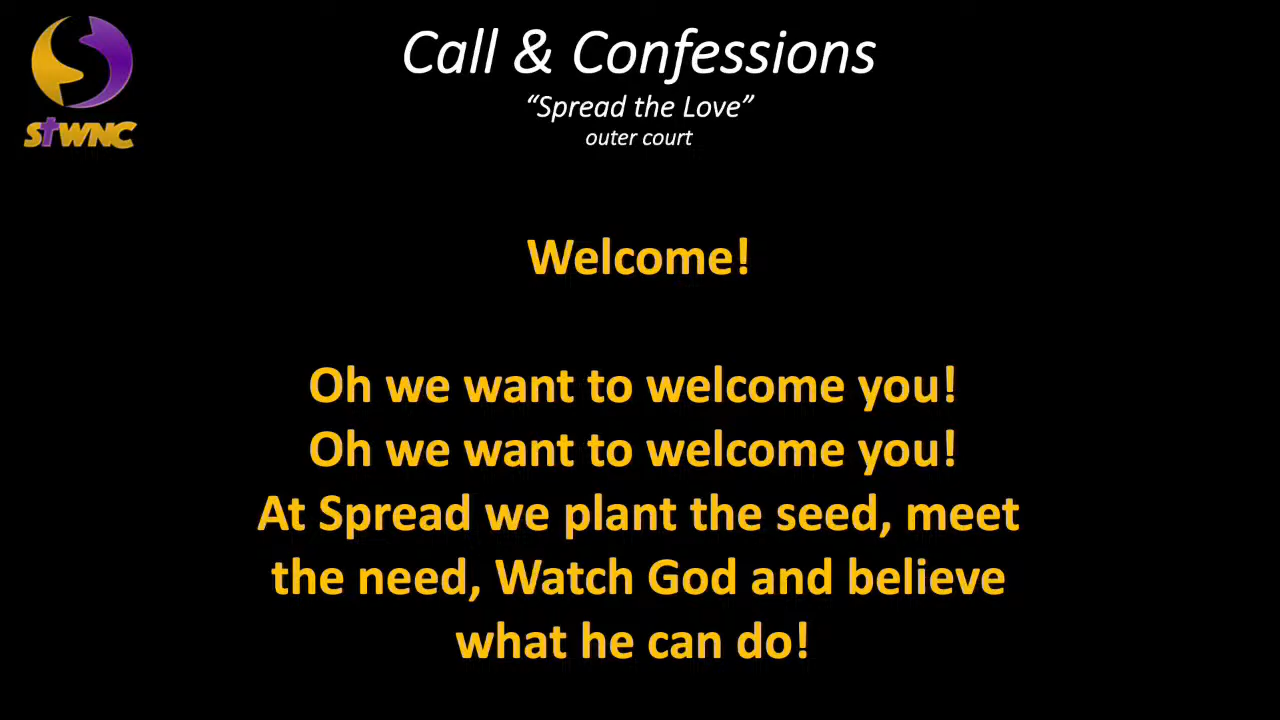 STWNC
Call & Confessions
“Spread the Love”
outer court
Welcome!
Oh we want to welcome you!
Oh we want to welcome you!
At Spread we plant the seed, meet
the need, Watch God and believe
what he can do!